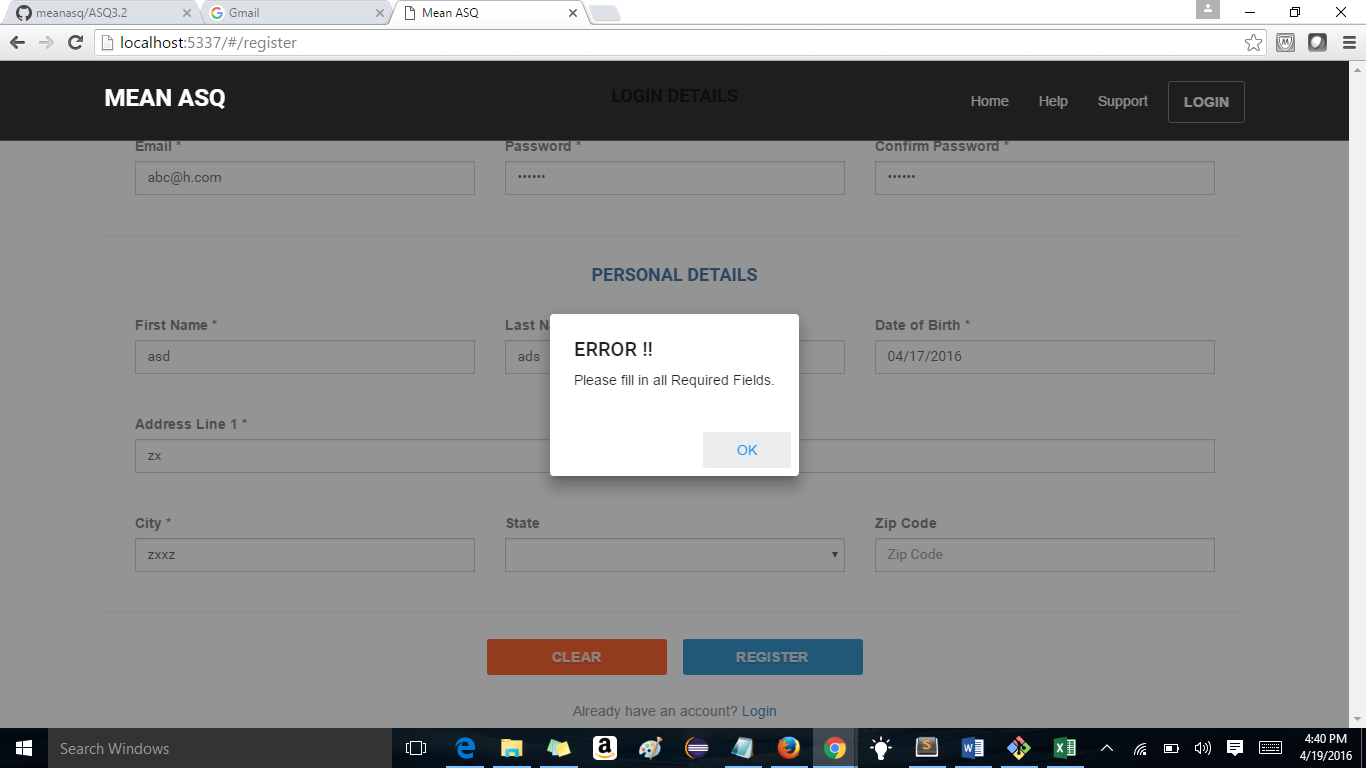 meanasq/ASQ3.2
Gmail
Mean ASQ
localhost:5337/#/register
MEAN ASQ
LOGIN DETAILS
Home
Help
Support
LOGIN
Email *
Password *
Confirm Password *
abc@h.com
••••••
••••••
PERSONAL DETAILS
First Name *
Last N
Date of Birth *
asd
ads
04/17/2016
ERROR !!
Please fill in all Required Fields.
OK
Address Line 1 *
zx
City *
State
Zip Code
zxxz
Zip Code
CLEAR
REGISTER
Already have an account? Login
Search Windows
4:40 PM
4/19/2016